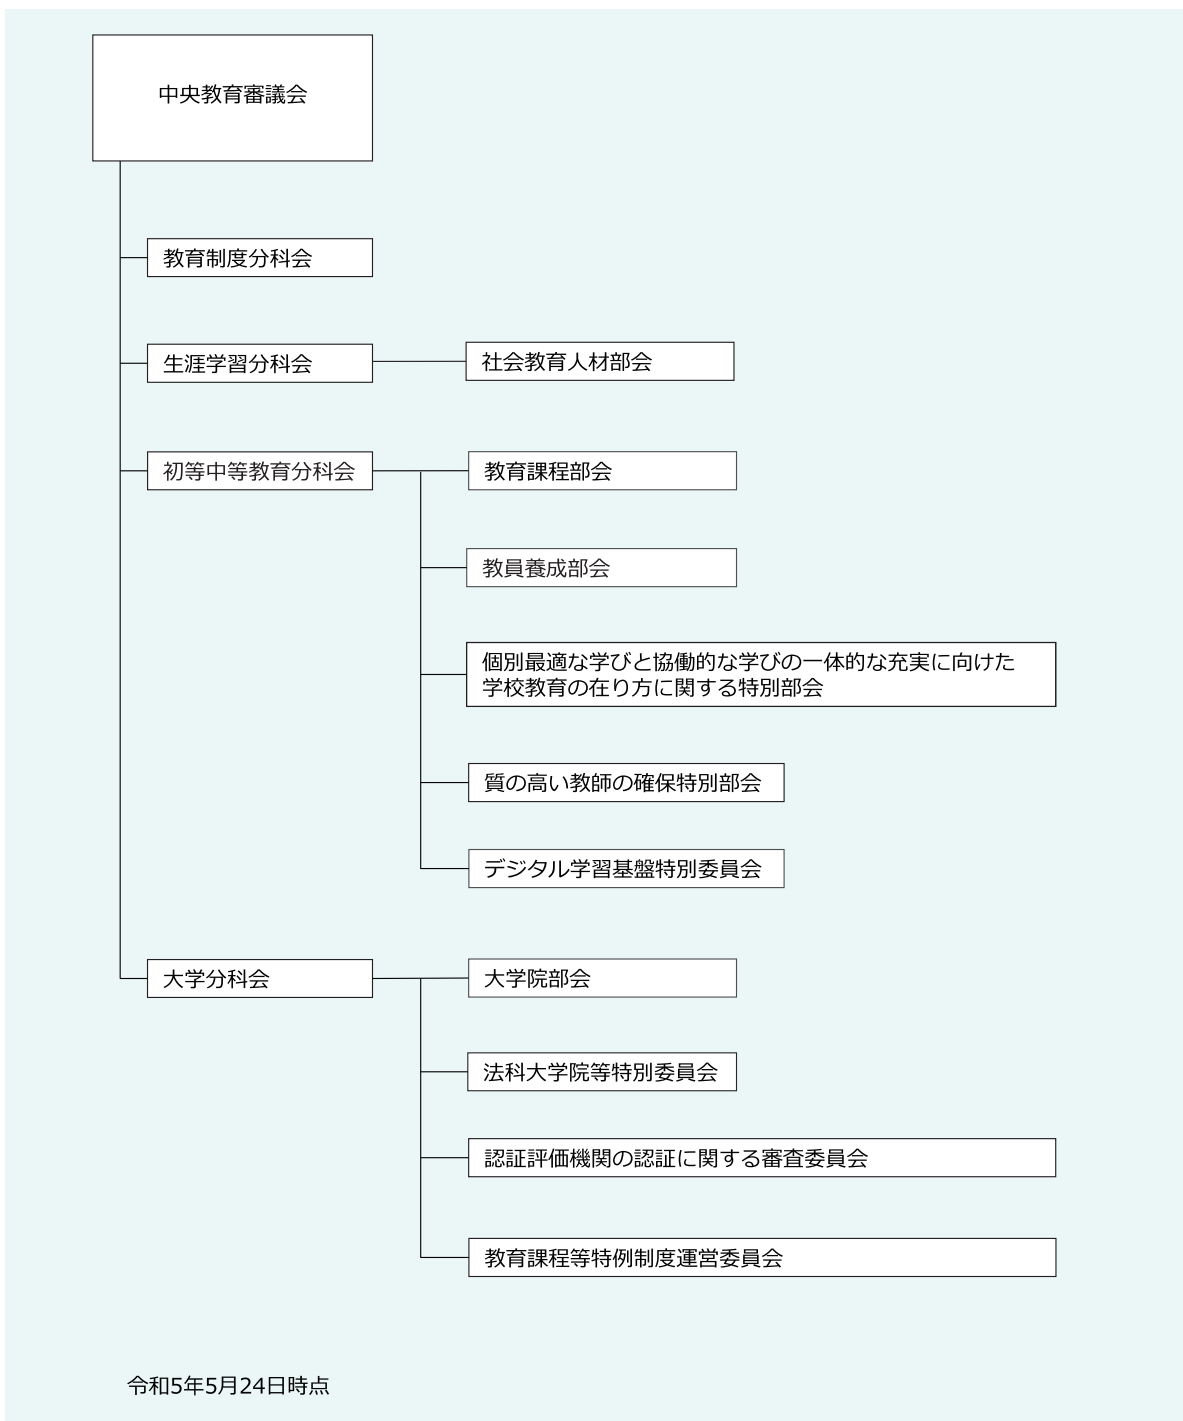 中央教育審議会
教育制度分科会
生涯学習分科会
社会教育人材部会
初等中等教育分科会
教育課程部会
教員養成部会
個別最適な学びと協働的な学びの一体的な充実に向けた
学校教育の在り方に関する特別部会
質の高い教師の確保特別部会
デジタル学習基盤特別委員会
大学分科会
大学院部会
法科大学院等特別委員会
認証評価機関の認証に関する審査委員会
教育課程等特例制度運営委員会
令和5年5月24日時点